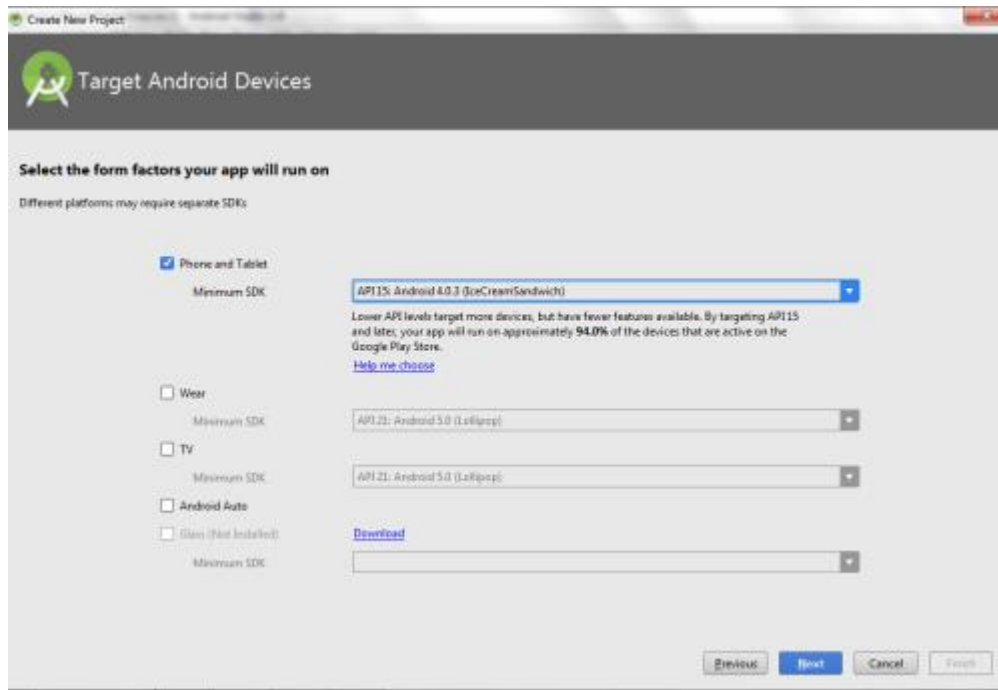 Create New Project
Target Android Devices
Select the form factors your app will run on
Different platforms may require separate SDKs
Phone and Tablet
Minimum SDK
API 15: Android 4.0.3 (IceCreamSandwich)
Lower API levels target more devices, but have fewer features available. By targeting API 15
and later, your app will run on approximately 94.0% of the devices that are active on the
Google Play Store.
Help me choose
Wear
Minimum SDK
API 21: Android 5.0 (Lollipop)
TV
Minimum SDK
API 21: Android 5.0 (Lollipop)
Android Auto
Glass (Not Installed)
Download
Minimum SDK
Previous
Next
Cancel
Finish